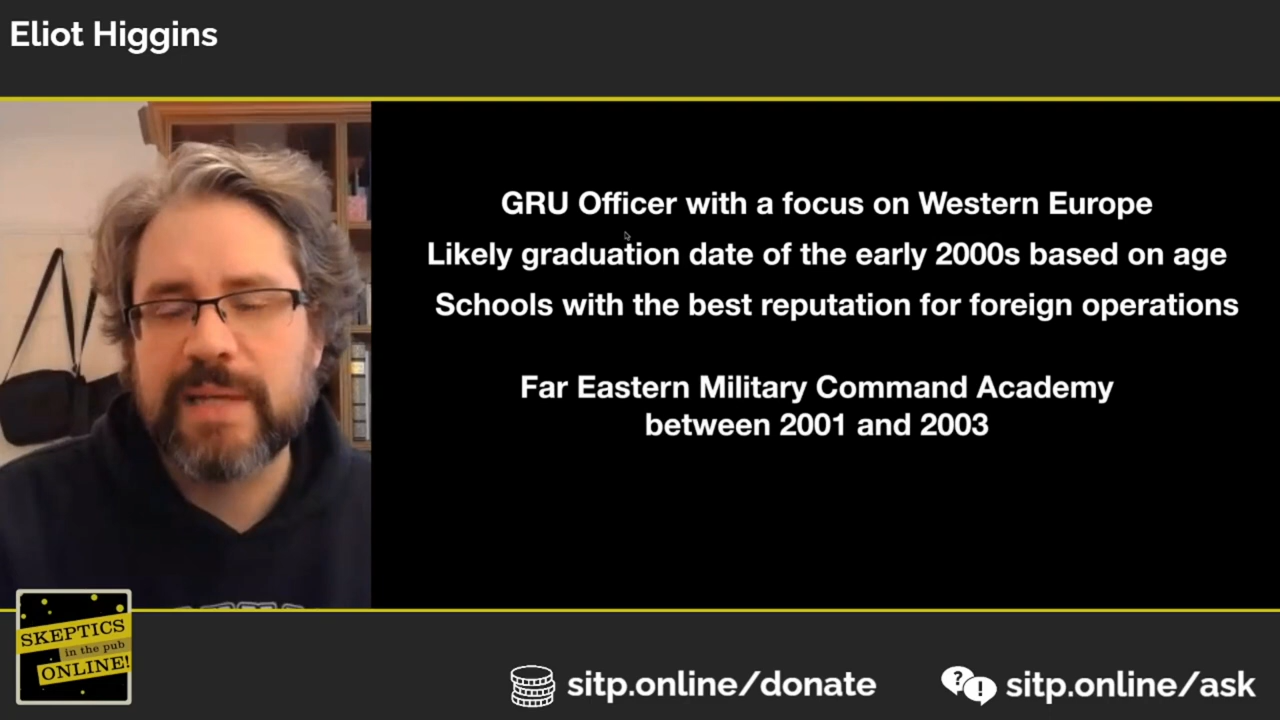 Eliot Higgins
GRU Officer with a focus on Western Europe
Likely graduation date of the early 2000s based on age
Schools with the best reputation for foreign operations
Far Eastern Military Command Academy
between 2001 and 2003
SKEPTICS
in the pub
ONLINE!
sitp.online/donate
? !
sitp.online/ask